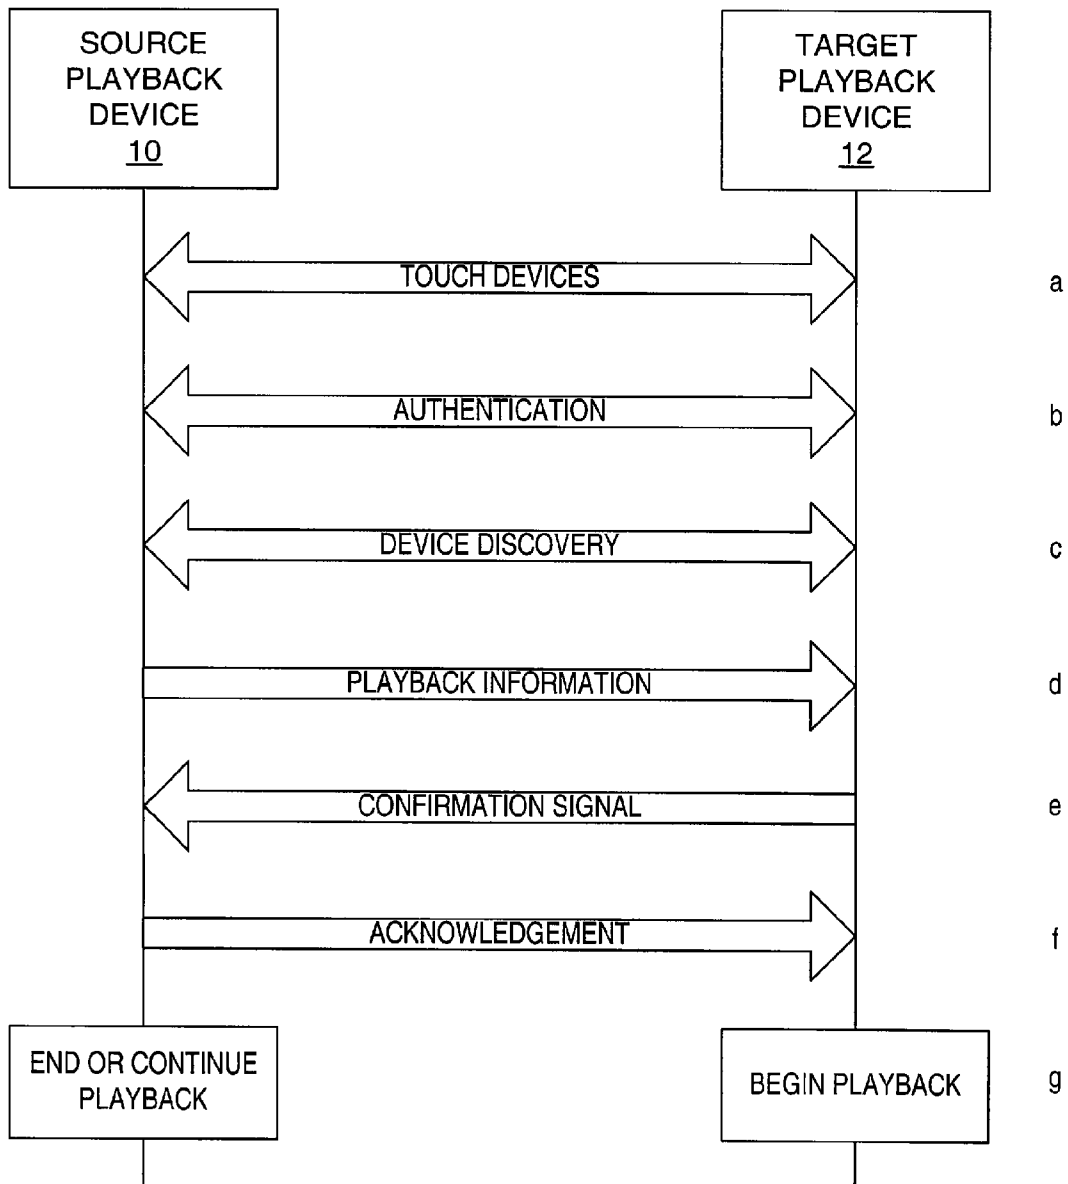 SOURCE
PLAYBACK
DEVICE
10
TARGET
PLAYBACK
DEVICE
12
TOUCH DEVICES
a
AUTHENTICATION
b
DEVICE DISCOVERY
c
PLAYBACK INFORMATION
d
CONFIRMATION SIGNAL
e
ACKNOWLEDGEMENT
f
END OR CONTINUE
PLAYBACK
BEGIN PLAYBACK
g